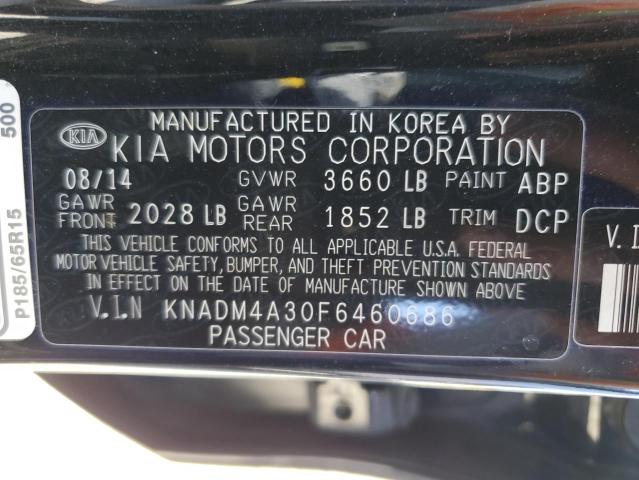 MANUFACTURED IN KOREA BY
KIA KIA MOTORS CORPORATION
08/14 GVWR 3660 LB PAINT ABP
GAWR FRONT 2028 LB GAWR REAR 1852 LB TRIM DCP
THIS VEHICLE CONFORMS TO ALL APPLICABLE U.S.A. FEDERAL
MOTOR VEHICLE SAFETY, BUMPER, AND THEFT PREVENTION STANDARDS
IN EFFECT ON THE DATE OF MANUFACTURE SHOWN ABOVE
V.I.N KNADM4A30F6460686
PASSENGER CAR
500
P185/65R15
V. I